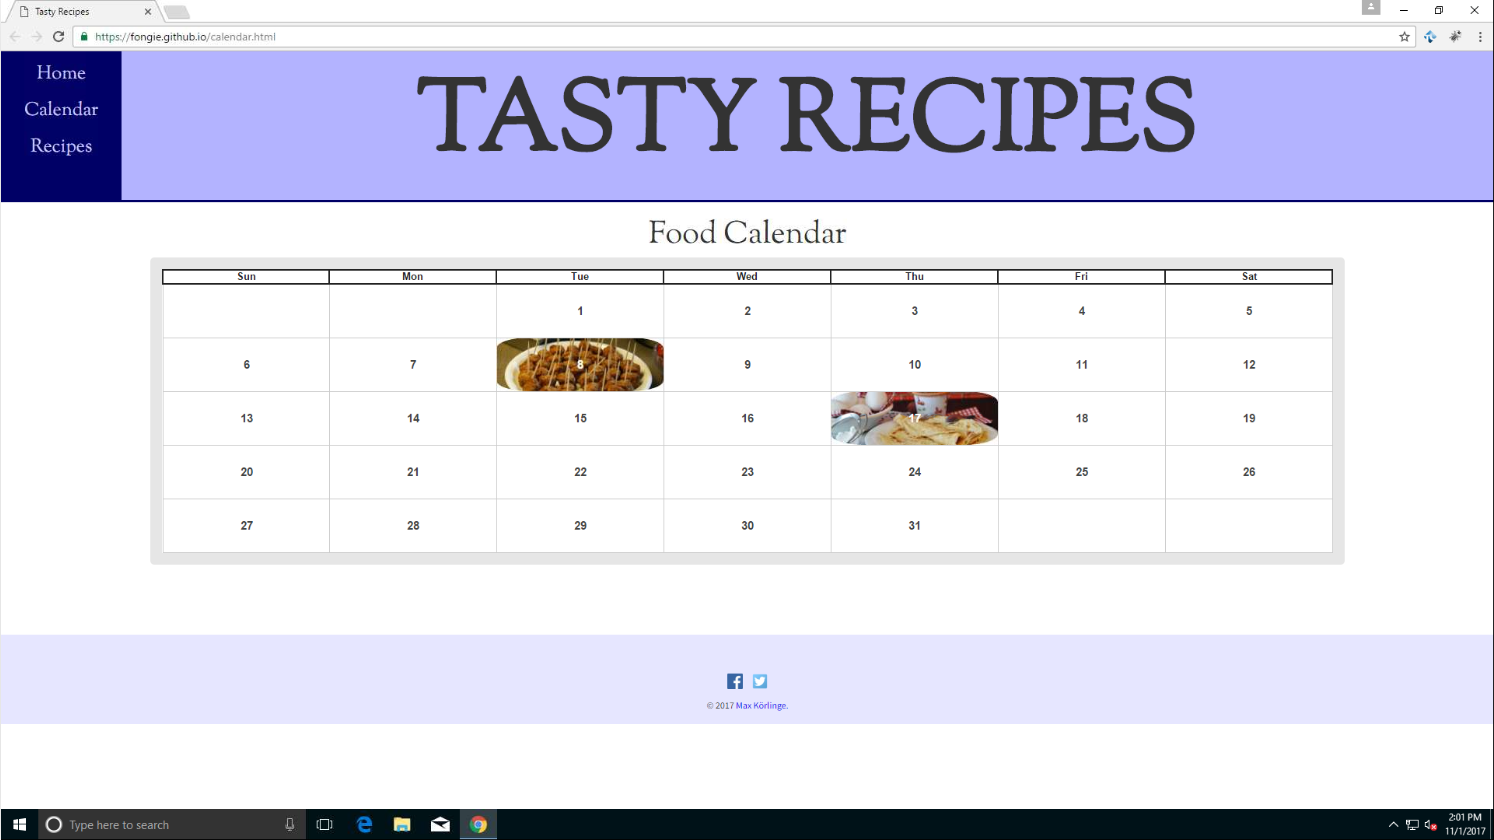 Tasty Recipes
https://fongie.github.io/calendar.html
Home
Calendar
Recipes
TASTY RECIPES
Food Calendar
Sun Mon Tue Wed Thu Fri Sat
1 2 3 4 5
6 7 8 9 10 11 12
13 14 15 16 17 18 19
20 21 22 23 24 25 26
27 28 29 30 31
© 2017 Max Körlinge.
Type here to search
2:01 PM
11/1/2017